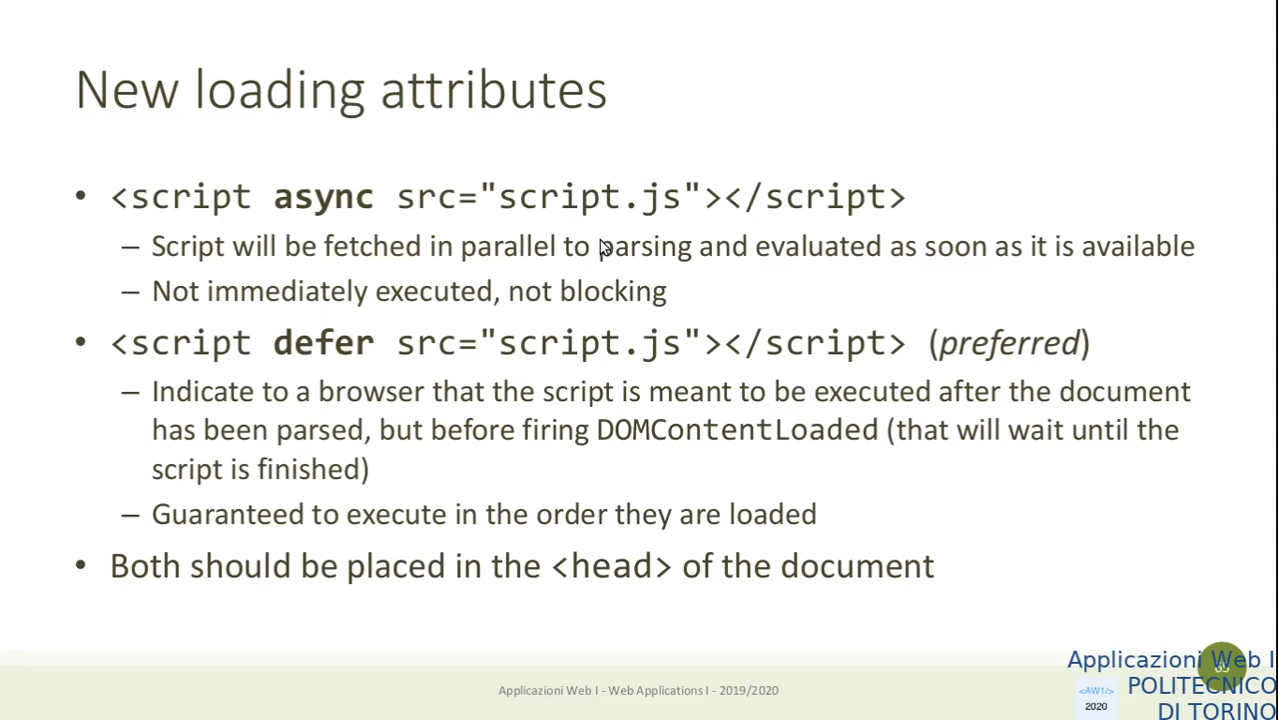 New loading attributes
• <script async src="script.js"></script>
– Script will be fetched in parallel to parsing and evaluated as soon as it is available
– Not immediately executed, not blocking
• <script defer src="script.js"></script> (preferred)
– Indicate to a browser that the script is meant to be executed after the document
has been parsed, but before firing DOMContentLoaded (that will wait until the
script is finished)
– Guaranteed to execute in the order they are loaded
• Both should be placed in the <head> of the document
Applicazioni Web I - Web Applications I - 2019/2020
Applicazioni Web I
POLITECNICO
DI TORINO
<AW1/>
2020